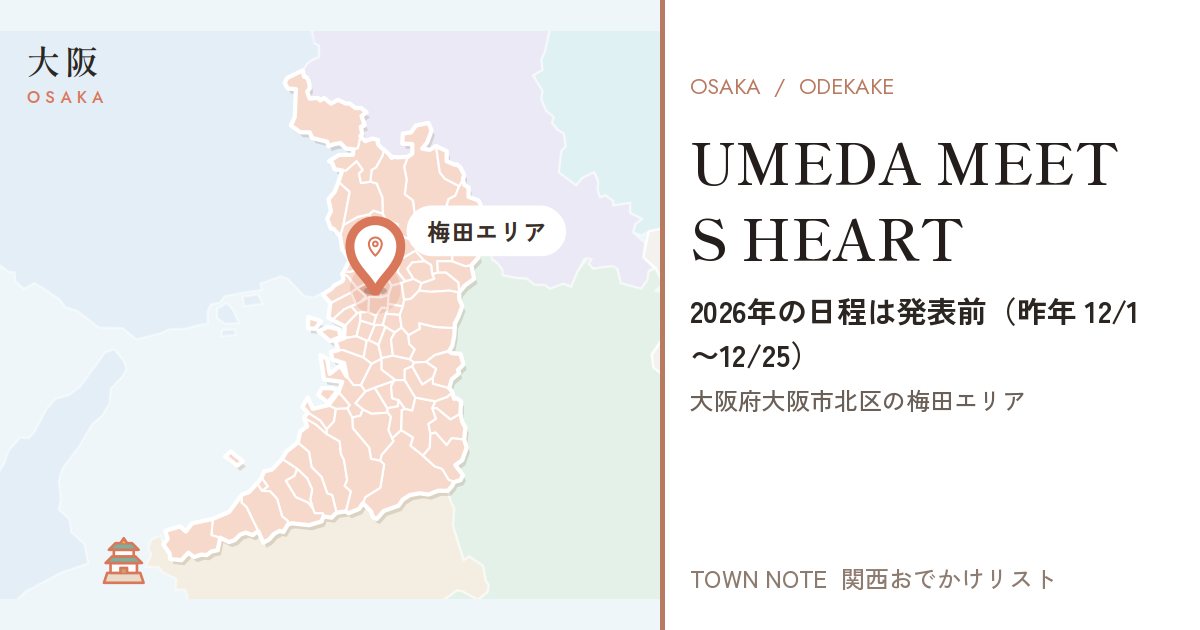 大阪
OSAKA
梅田エリア
OSAKA / ODEKAKE
UMEDA MEET
S HEART
2026年の日程は発表前（昨年 12/1
〜12/25）
大阪府大阪市北区の梅田エリア
TOWN NOTE 関西おでかけリスト